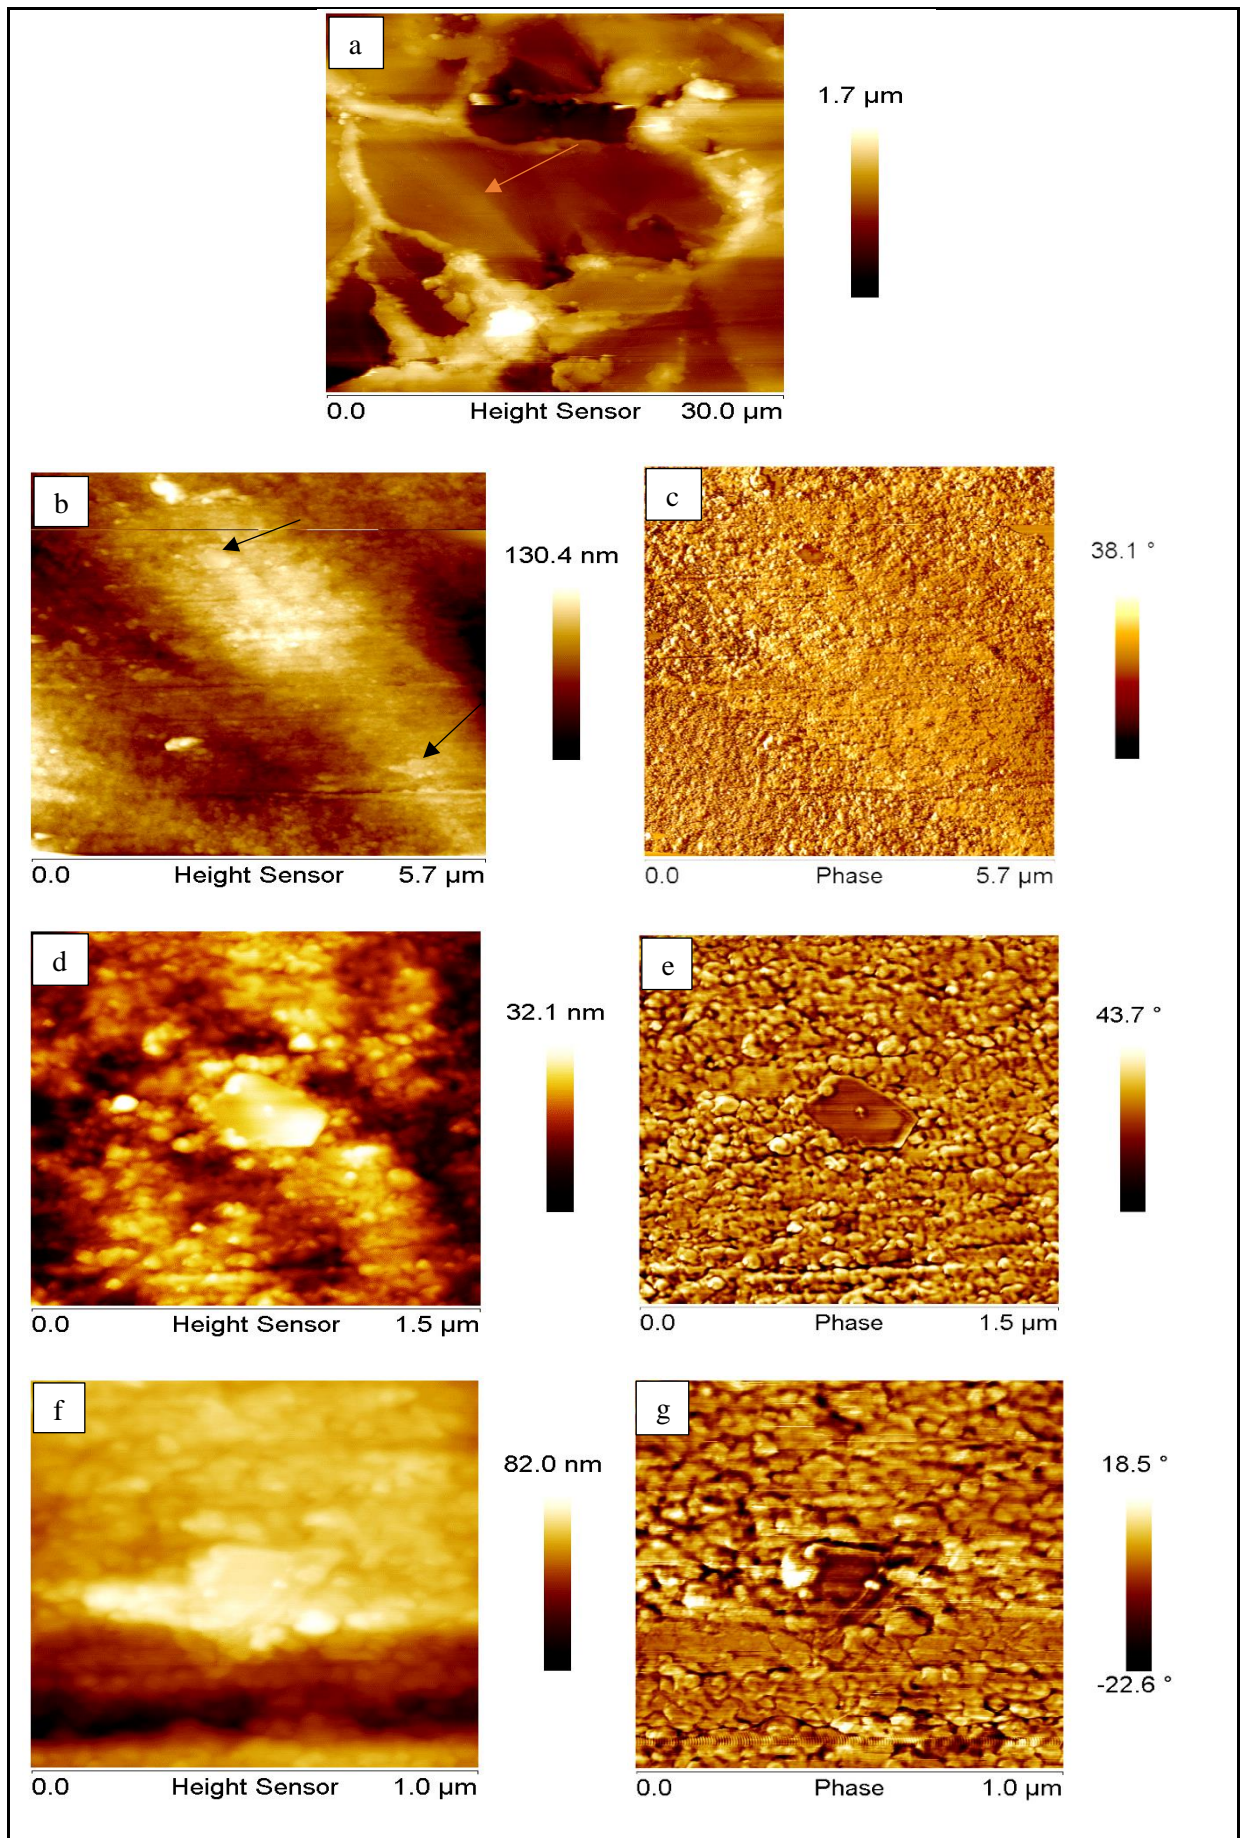 a
1.7 µm
0.0 Height Sensor 30.0 µm
b
130.4 nm
0.0 Height Sensor 5.7 µm
c
38.1 °
0.0 Phase 5.7 µm
d
32.1 nm
0.0 Height Sensor 1.5 µm
e
43.7 °
0.0 Phase 1.5 µm
f
82.0 nm
0.0 Height Sensor 1.0 µm
g
18.5 °
-22.6 °
0.0 Phase 1.0 µm